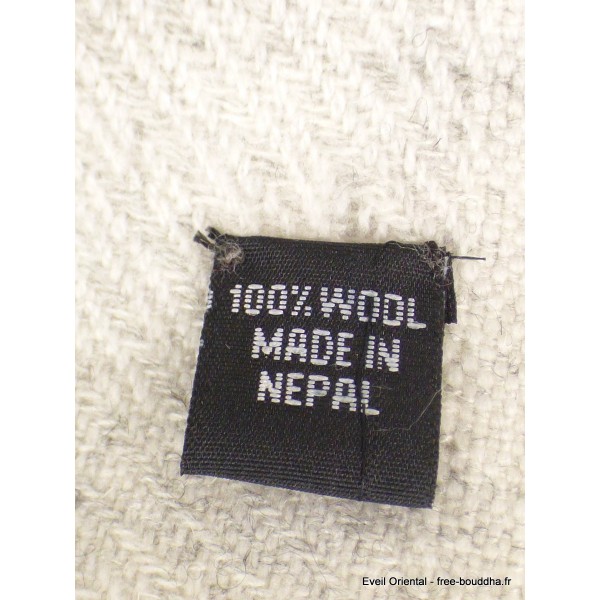 100% WOOL
MADE IN
NEPAL
Eveil Oriental - free-bouddha.fr